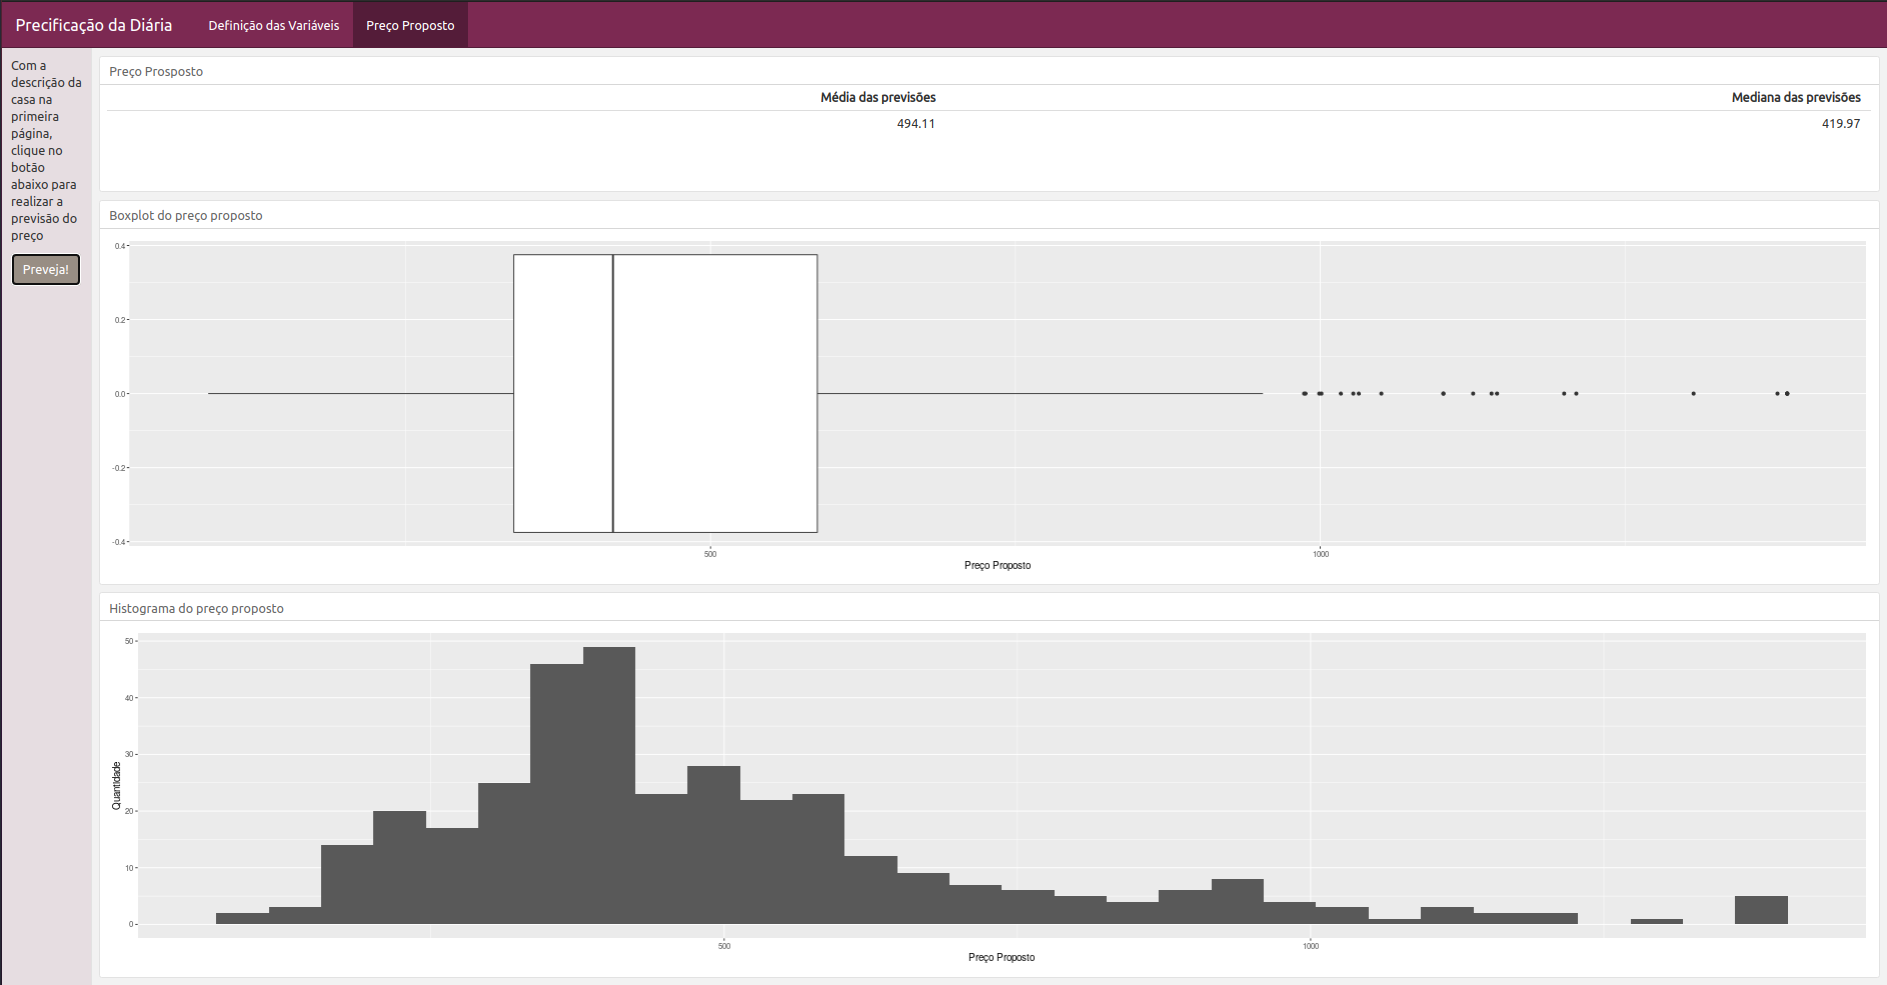 Precificação da Diária
Definição das Variáveis
Preço Proposto
Com a
descrição da
casa na
primeira
página,
clique no
botão
abaixo para
realizar a
previsão do
preço
Preveja!
Preço Prosposto
Média das previsões
Mediana das previsões
494.11
419.97
Boxplot do preço proposto
0.4
0.2
0.0
-0.2
-0.4
500
1000
Preço Proposto
Histograma do preço proposto
50
40
30
20
10
0
Quantidade
500
1000
Preço Proposto